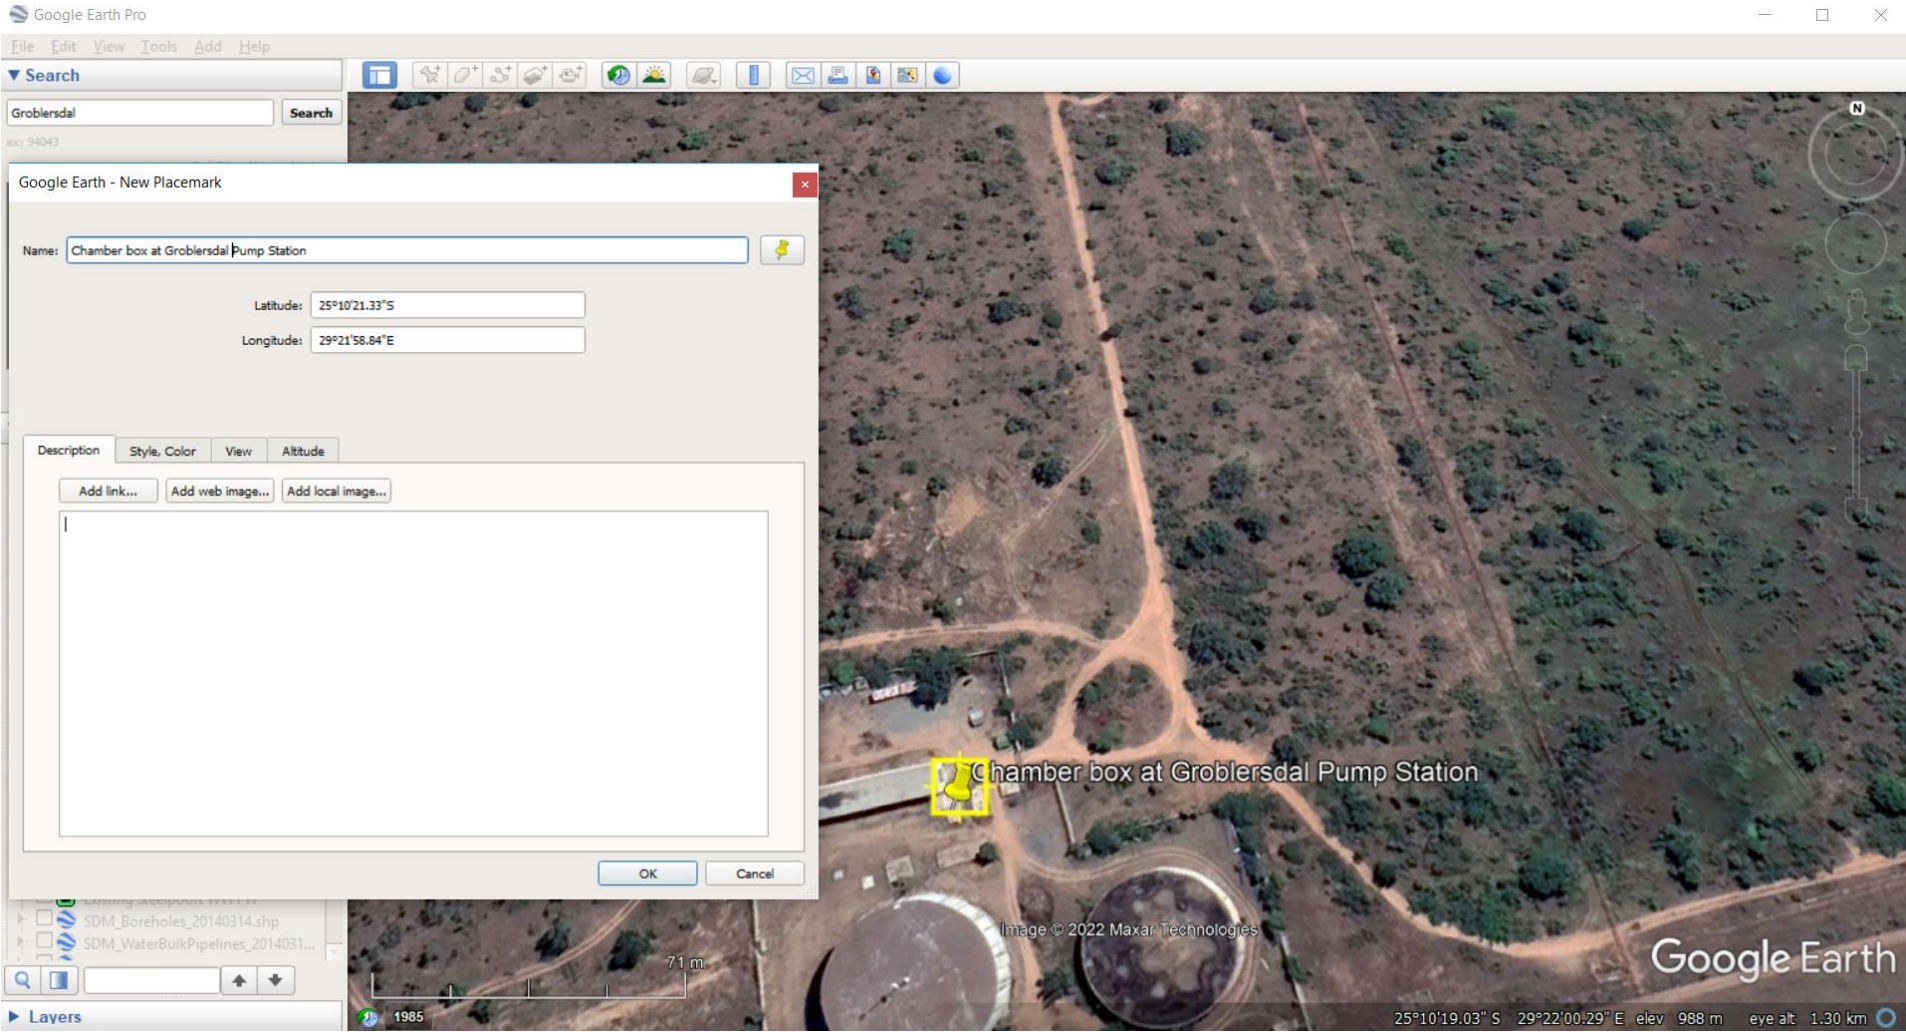 Google Earth Pro
File Edit View Tools Add Help
Search
Groblersdal
Search
ex: 94043
N
Google Earth - New Placemark
Name: Chamber box at Groblersdal Pump Station
Latitude: 25°10'21.33"S
Longitude: 29°21'58.84"E
Description Style, Color View Altitude
Add link... Add web image... Add local image...
Chamber box at Groblersdal Pump Station
OK Cancel
Existing Steelpoort WTW
SDM_Boreholes_20140314.shp
SDM_WaterBulkPipelines_2014031...
Image © 2022 Maxar Technologies
71 m
Google Earth
Layers
1985
25°10'19.03" S 29°22'00.29" E elev 988 m eye alt 1.30 km